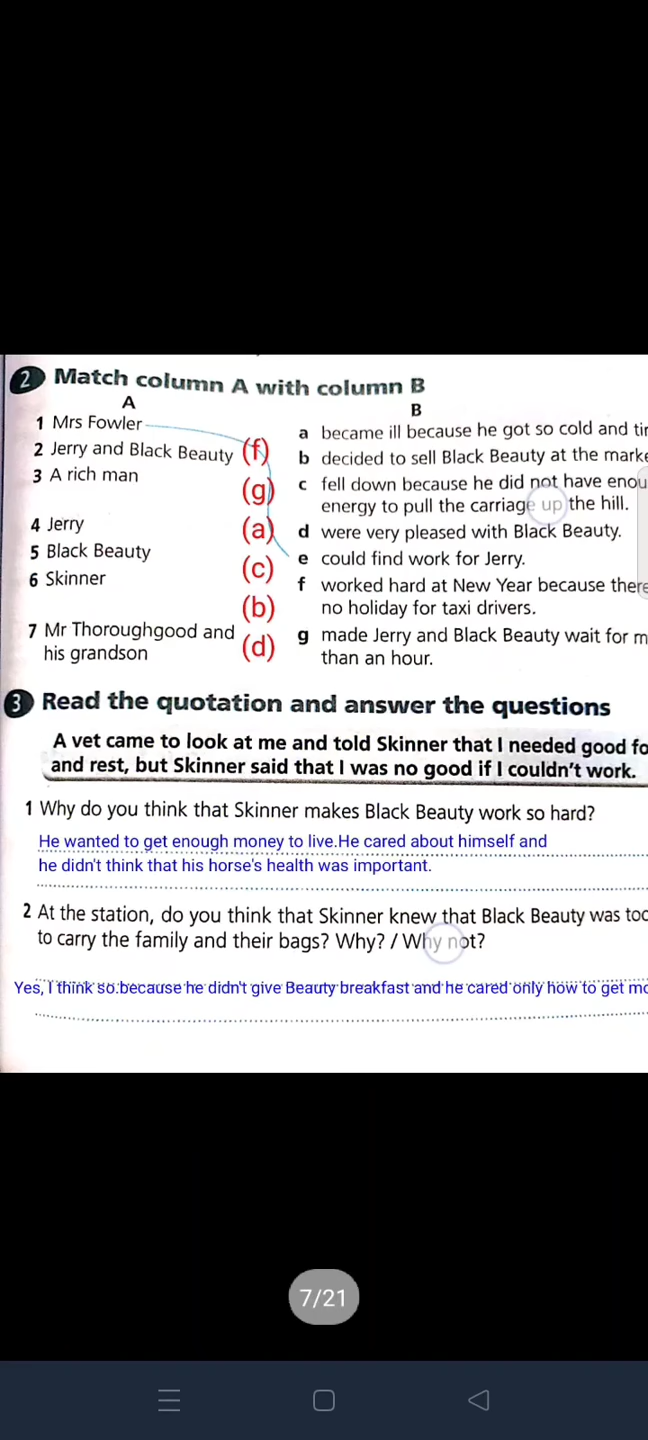 2 Match column A with column B
A
B
1 Mrs Fowler
2 Jerry and Black Beauty (f)
3 A rich man (g)
4 Jerry (a)
5 Black Beauty (c)
6 Skinner (b)
7 Mr Thoroughgood and (d)
his grandson
a became ill because he got so cold and tir
b decided to sell Black Beauty at the marke
c fell down because he did not have enou
energy to pull the carriage up the hill.
d were very pleased with Black Beauty.
e could find work for Jerry.
f worked hard at New Year because there
no holiday for taxi drivers.
g made Jerry and Black Beauty wait for m
than an hour.
3 Read the quotation and answer the questions
A vet came to look at me and told Skinner that I needed good fo
and rest, but Skinner said that I was no good if I couldn't work.
1 Why do you think that Skinner makes Black Beauty work so hard?
He wanted to get enough money to live.He cared about himself and
he didn't think that his horse's health was important.
2 At the station, do you think that Skinner knew that Black Beauty was too
to carry the family and their bags? Why? / Why not?
Yes, I think so.because he didn't give Beauty breakfast and he cared only how to get mo
7/21